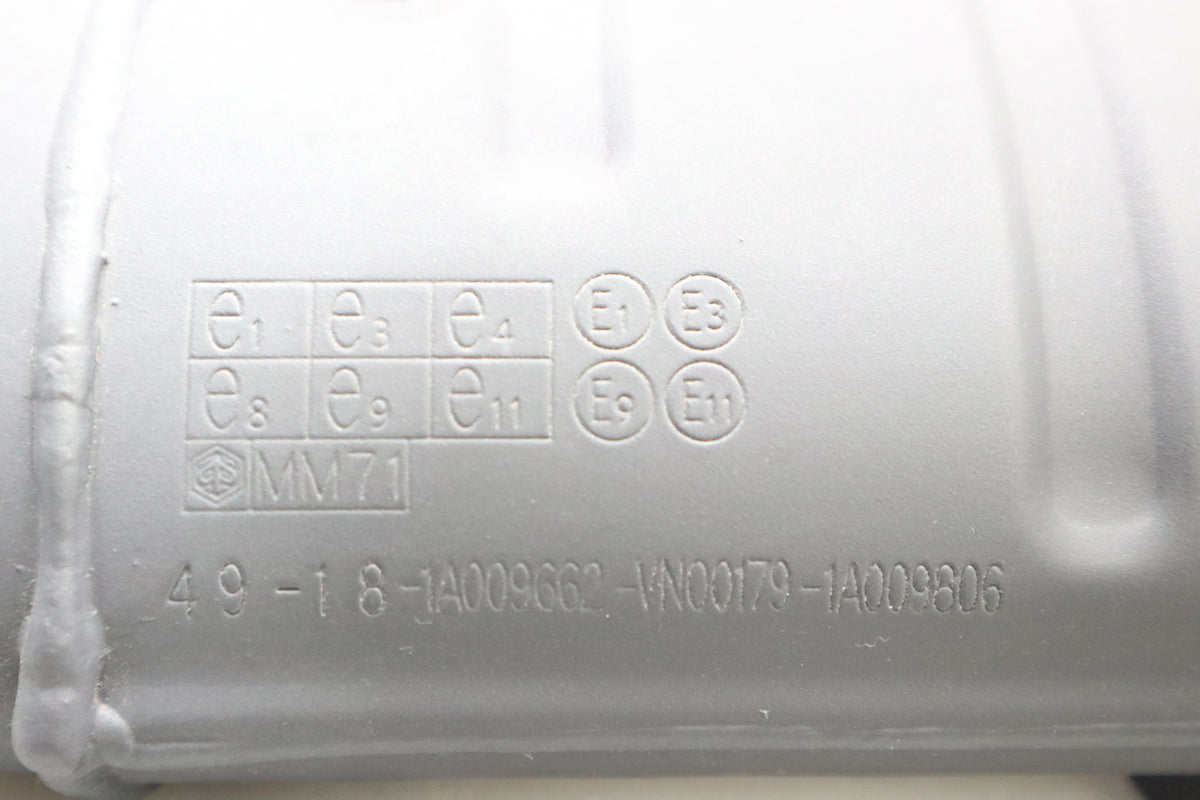 e1 e3 e4 E1 E3
e8 e9 e11 E9 E11
MM71
49-18-1A009662-VN00179-1A009806